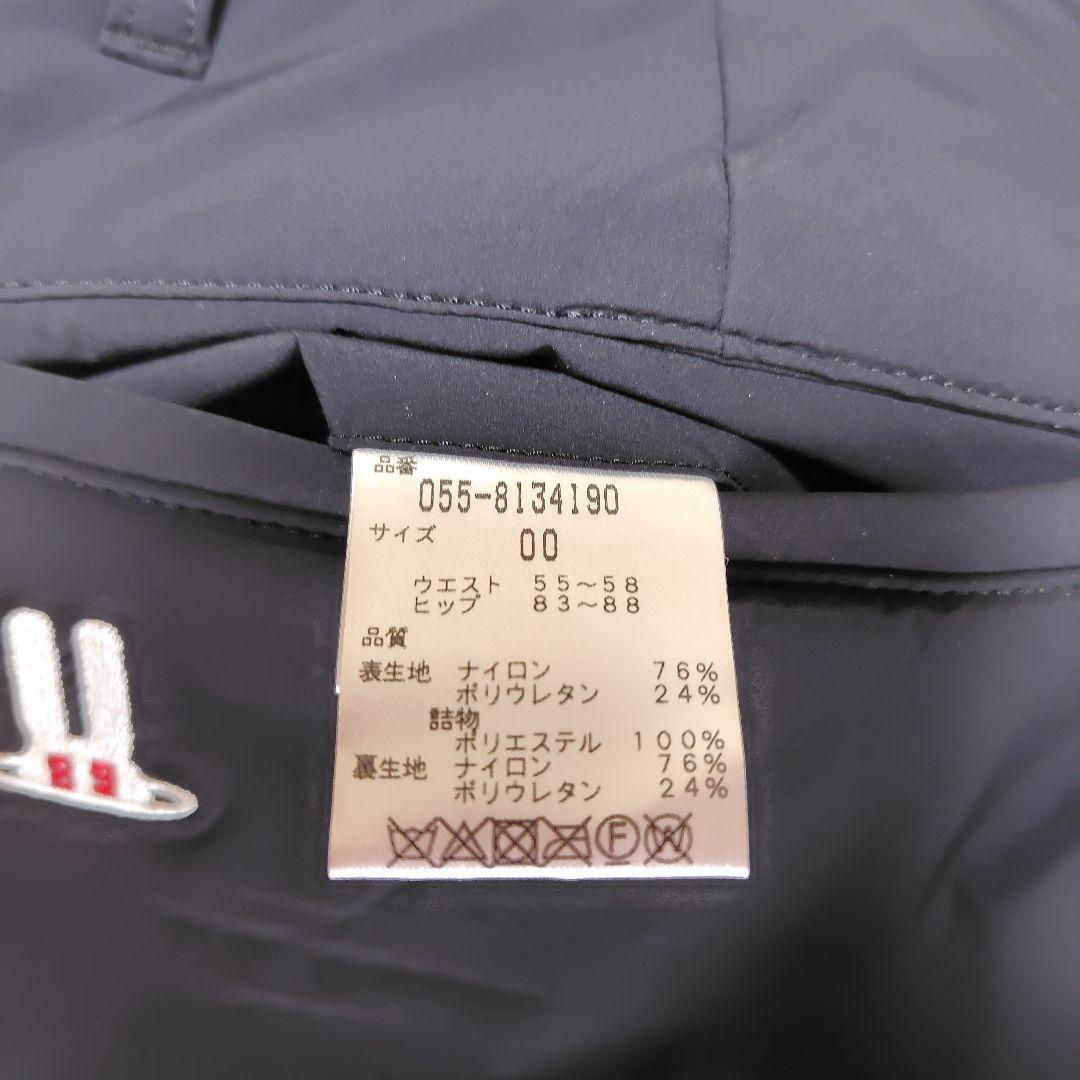 品番
055-8134190
サイズ
00
ウエスト 55～58
ヒップ 83～88
品質
表生地 ナイロン 76%
ポリウレタン 24%
詰物
ポリエステル 100%
裏生地 ナイロン 76%
ポリウレタン 24%
F W